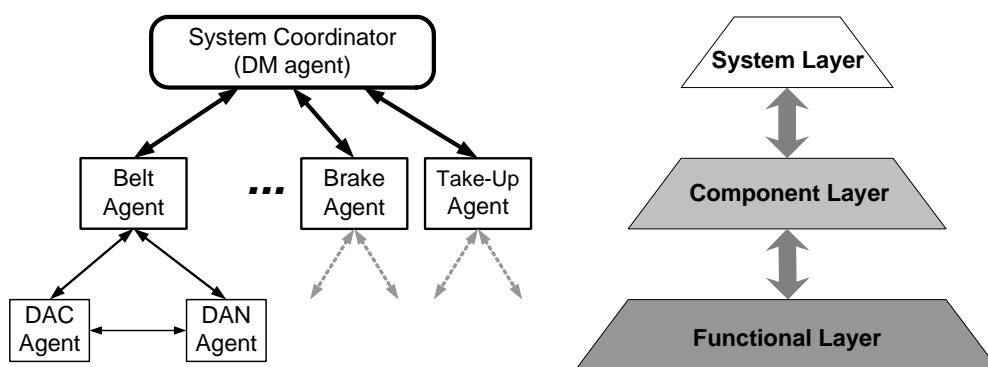 System Coordinator
(DM agent)
Belt
Agent
...
Brake
Agent
Take-Up
Agent
DAC
Agent
DAN
Agent
System Layer
Component Layer
Functional Layer